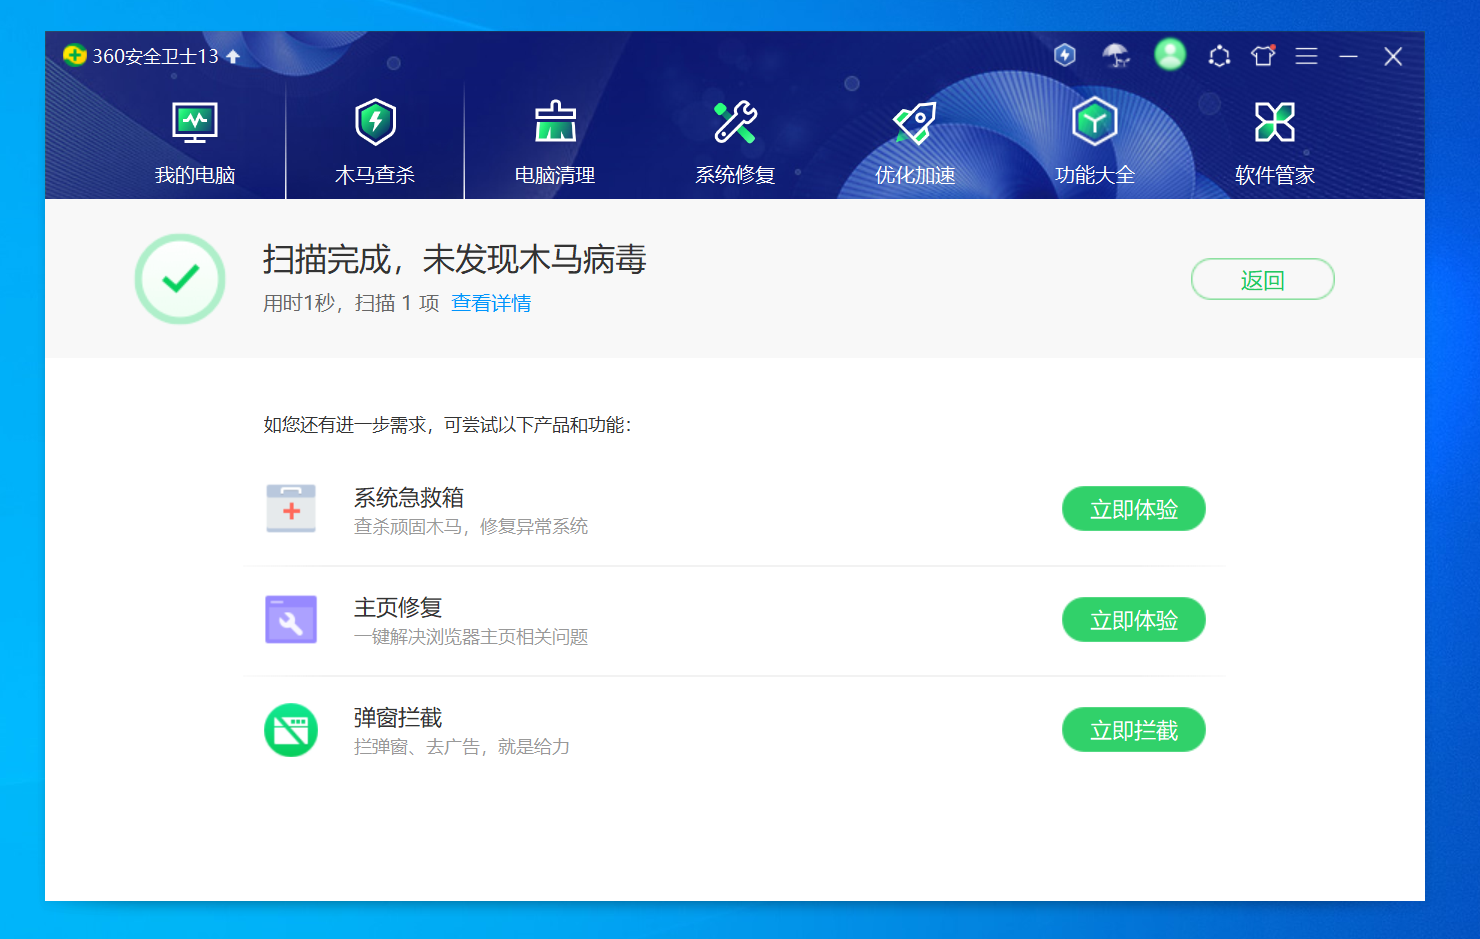 360安全卫士13
我的电脑
木马查杀
电脑清理
系统修复
优化加速
功能大全
软件管家
扫描完成，未发现木马病毒
用时1秒，扫描 1 项 查看详情
返回
如您还有进一步需求，可尝试以下产品和功能：
系统急救箱
查杀顽固木马，修复异常系统
立即体验
主页修复
一键解决浏览器主页相关问题
立即体验
弹窗拦截
拦弹窗、去广告，就是给力
立即拦截